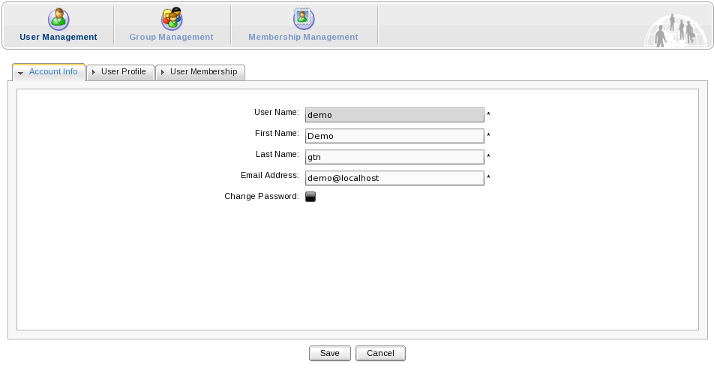 User Management Group Management Membership Management
Account Info User Profile User Membership
User Name: demo *
First Name: Demo *
Last Name: gtn *
Email Address: demo@localhost *
Change Password:
Save Cancel